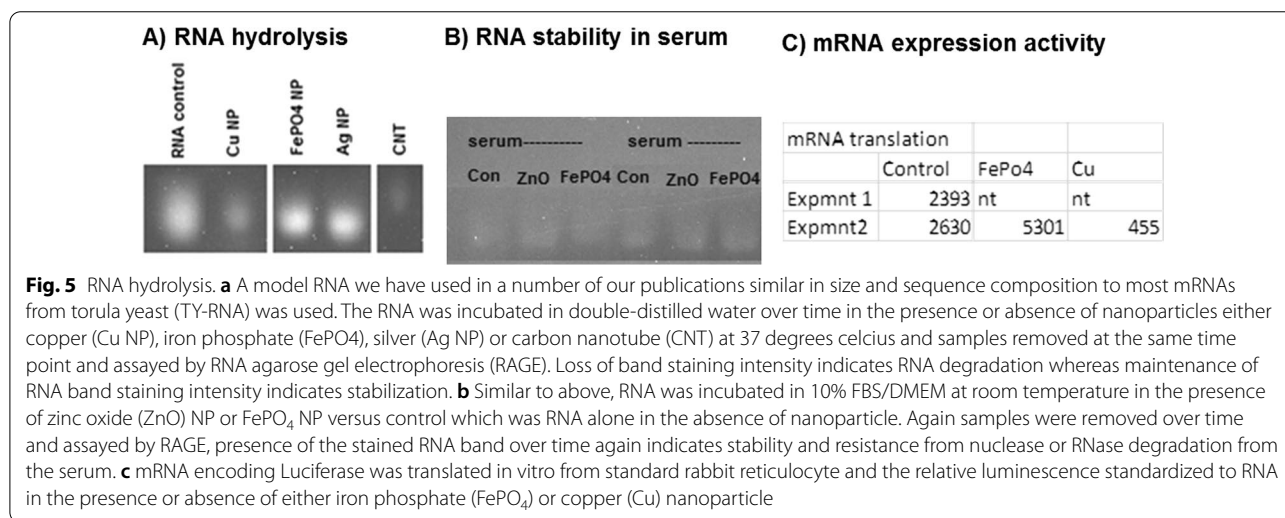 A) RNA hydrolysis
B) RNA stability in serum
C) mRNA expression activity
RNA control
Cu NP
FePO4 NP
Ag NP
CNT
serum---------- serum ---------
Con ZnO FePO4 Con ZnO FePO4
mRNA translation
Control FePo4 Cu
Expmnt 1 2393 nt nt
Expmnt2 2630 5301 455
Fig. 5 RNA hydrolysis. a A model RNA we have used in a number of our publications similar in size and sequence composition to most mRNAs
from torula yeast (TY-RNA) was used. The RNA was incubated in double-distilled water over time in the presence or absence of nanoparticles either
copper (Cu NP), iron phosphate (FePO4), silver (Ag NP) or carbon nanotube (CNT) at 37 degrees celcius and samples removed at the same time
point and assayed by RNA agarose gel electrophoresis (RAGE). Loss of band staining intensity indicates RNA degradation whereas maintenance of
RNA band staining intensity indicates stabilization. b Similar to above, RNA was incubated in 10% FBS/DMEM at room temperature in the presence
of zinc oxide (ZnO) NP or FePO₄ NP versus control which was RNA alone in the absence of nanoparticle. Again samples were removed over time
and assayed by RAGE, presence of the stained RNA band over time again indicates stability and resistance from nuclease or RNase degradation from
the serum. c mRNA encoding Luciferase was translated in vitro from standard rabbit reticulocyte and the relative luminescence standardized to RNA
in the presence or absence of either iron phosphate (FePO₄) or copper (Cu) nanoparticle